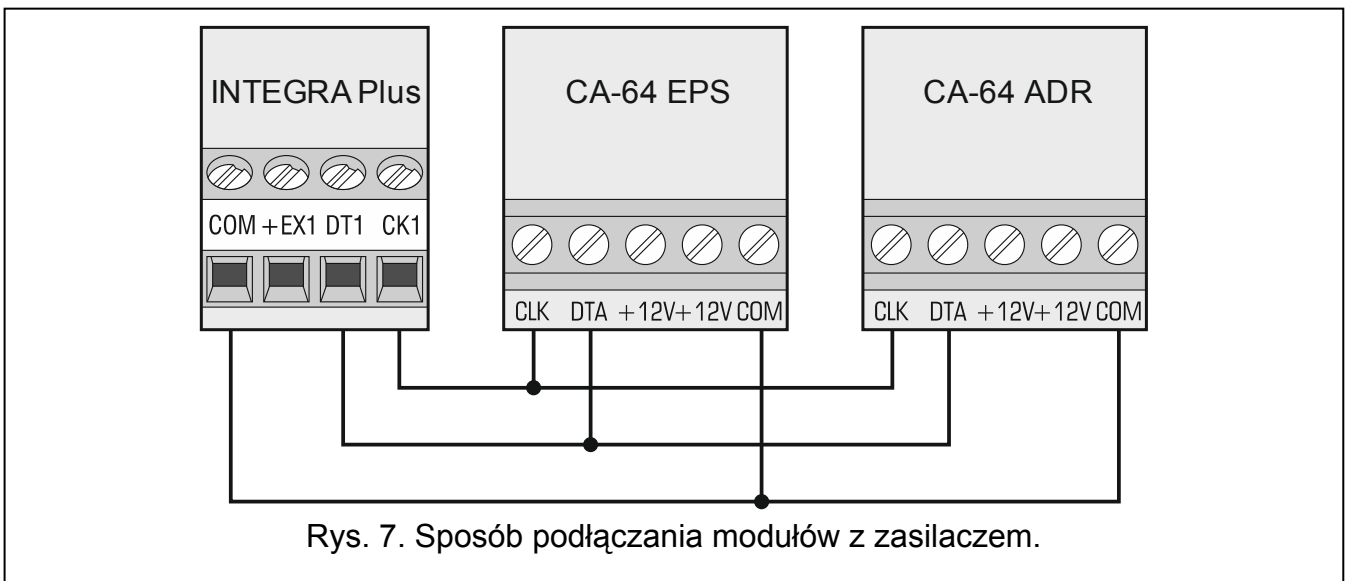 INTEGRA Plus
COM +EX1 DT1 CK1
CA-64 EPS
CLK DTA +12V+12V COM
CA-64 ADR
CLK DTA +12V+12V COM
Rys. 7. Sposób podłączania modułów z zasilaczem.